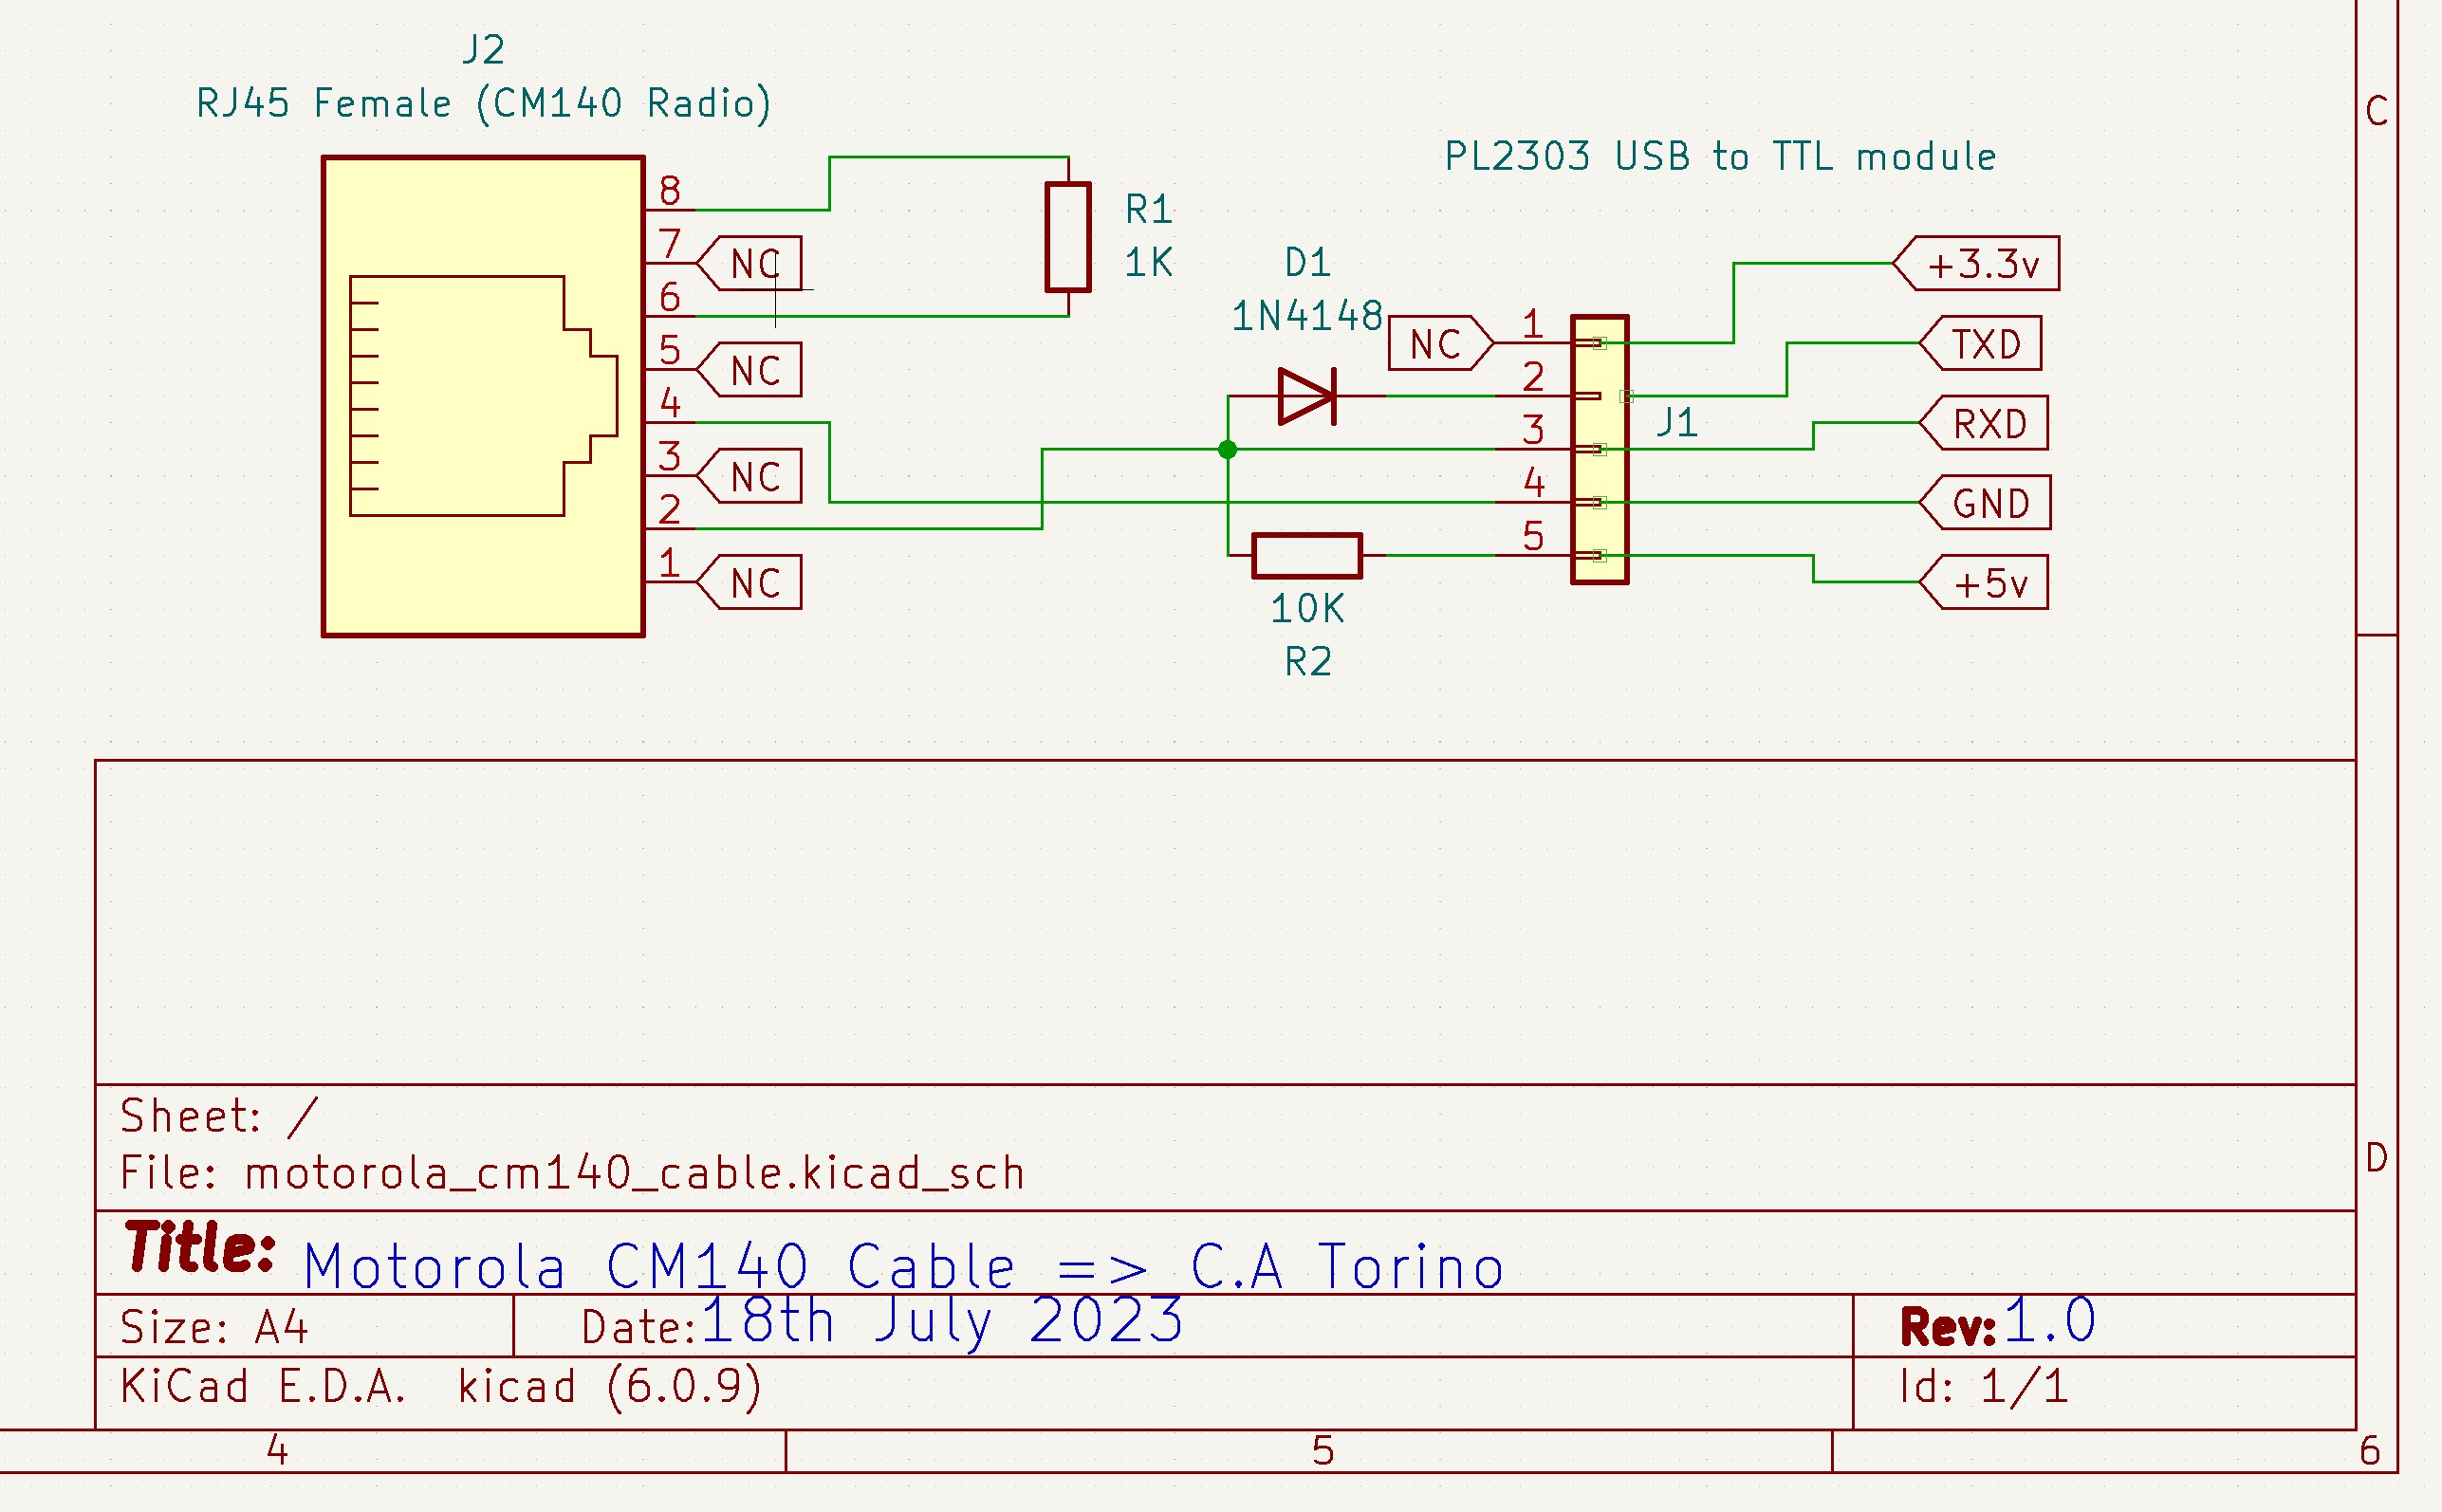 J2
RJ45 Female (CM140 Radio)
8
7
NC
6
5
NC
4
3
NC
2
1
NC
R1
1K
D1
1N4148
NC
10K
R2
PL2303 USB to TTL module
1
2
3
4
5
J1
+3.3v
TXD
RXD
GND
+5v
C
D
Sheet: /
File: motorola_cm140_cable.kicad_sch
Title: Motorola CM140 Cable => C.A Torino
Size: A4
Date: 18th July 2023
Rev: 1.0
KiCad E.D.A. kicad (6.0.9)
Id: 1/1
4
5
6